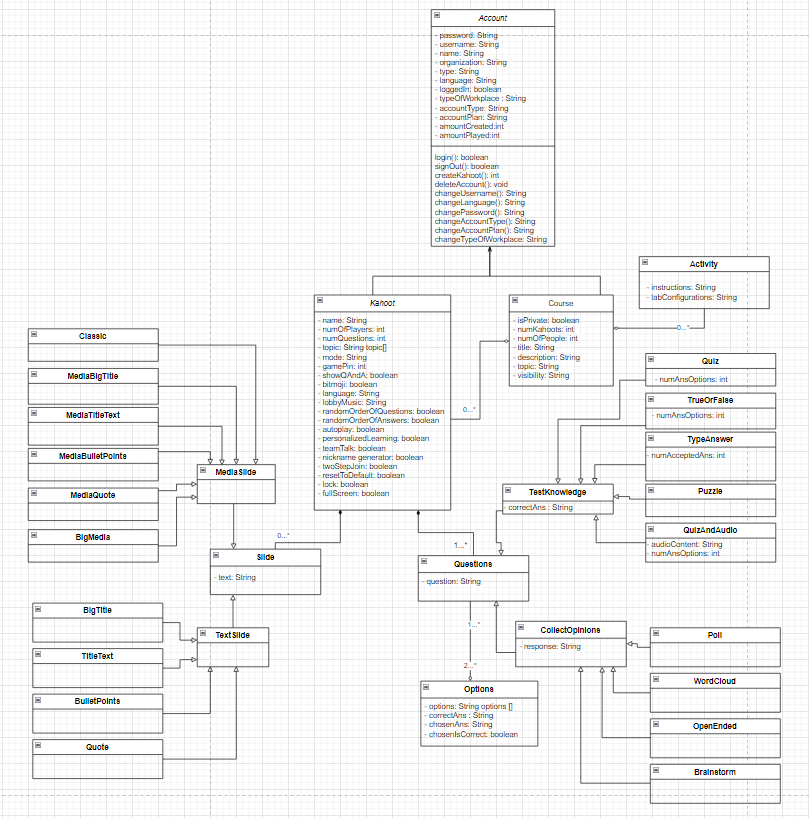 Account
- password: String
- username: String
- name: String
- organization: String
- type: String
- language: String
- loggedIn: boolean
- typeOfWorkplace : String
- accountType: String
- accountPlan: String
- amountCreated:int
- amountPlayed:int
login(): boolean
signOut(): boolean
createKahoot(): int
deleteAccount(): void
changeUsername(): String
changeLanguage(): String
changePassword(): String
changeAccountType(): String
changeAccountPlan(): String
changeTypeOfWorkplace: String
Activity
- instructions: String
- labConfigurations: String
0...*
Kahoot
- name: String
- numOfPlayers: int
- numQuestions: int
- topic: String topic[]
- mode: String
- gamePin: int
- showQAndA: boolean
- bitmoji: boolean
- language: String
- lobbyMusic: String
- randomOrderOfQuestions: boolean
- randomOrderOfAnswers: boolean
- autoplay: boolean
- personalizedLearning: boolean
- teamTalk: boolean
- nickname generator: boolean
- twoStepJoin: boolean
- resetToDefault: boolean
- lock: boolean
- fullScreen: boolean
Course
- isPrivate: boolean
- numKahoots: int
- numOfPeople: int
- title: String
- description: String
- topic: String
- visibility: String
0...*
Classic
MediaBigTitle
MediaTitleText
MediaBulletPoints
MediaQuote
BigMedia
MediaSlide
Quiz
- numAnsOptions: int
TrueOrFalse
- numAnsOptions: int
TypeAnswer
- numAcceptedAns: int
Puzzle
QuizAndAudio
- audioContent: String
- numAnsOptions: int
TestKnowledge
- correctAns : String
0...*
1...*
Slide
- text: String
Questions
- question: String
BigTitle
TitleText
BulletPoints
Quote
TextSlide
1...*
2...*
CollectOpinions
- response: String
Poll
WordCloud
OpenEnded
Brainstorm
Options
- options: String options []
- correctAns : String
- chosenAns: String
- chosenIsCorrect: boolean